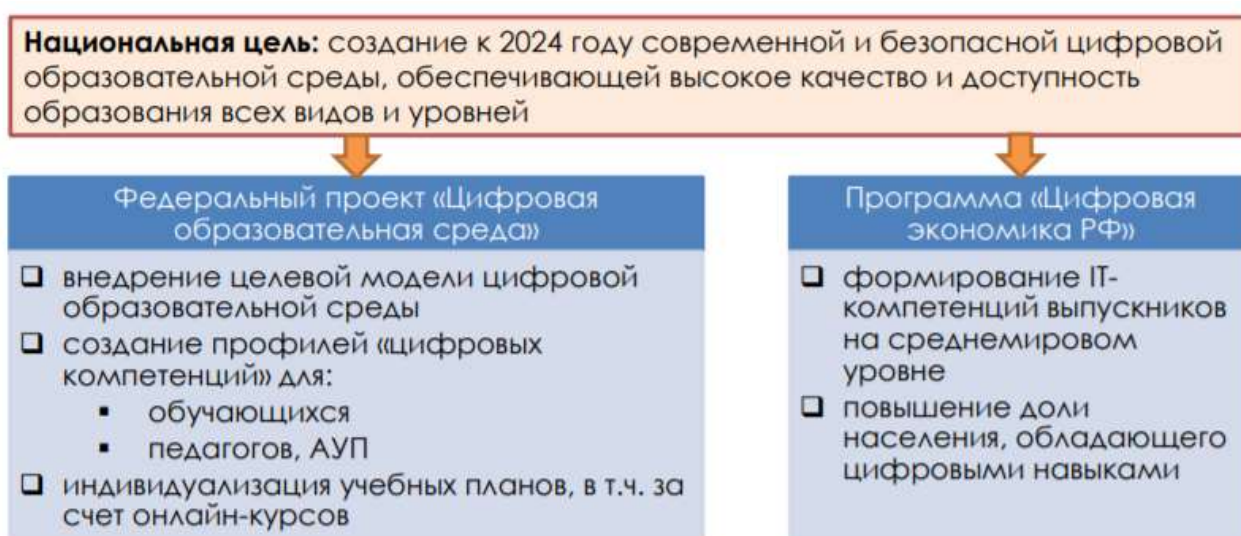 Национальная цель: создание к 2024 году современной и безопасной цифровой
образовательной среды, обеспечивающей высокое качество и доступность
образования всех видов и уровней
Федеральный проект «Цифровая
образовательная среда»
внедрение целевой модели цифровой
образовательной среды
создание профилей «цифровых
компетенций» для:
обучающихся
педагогов, АУП
индивидуализация учебных планов, в т.ч. за
счет онлайн-курсов
Программа «Цифровая
экономика РФ»
формирование IT-
компетенций выпускников
на среднемировом
уровне
повышение доли
населения, обладающего
цифровыми навыками